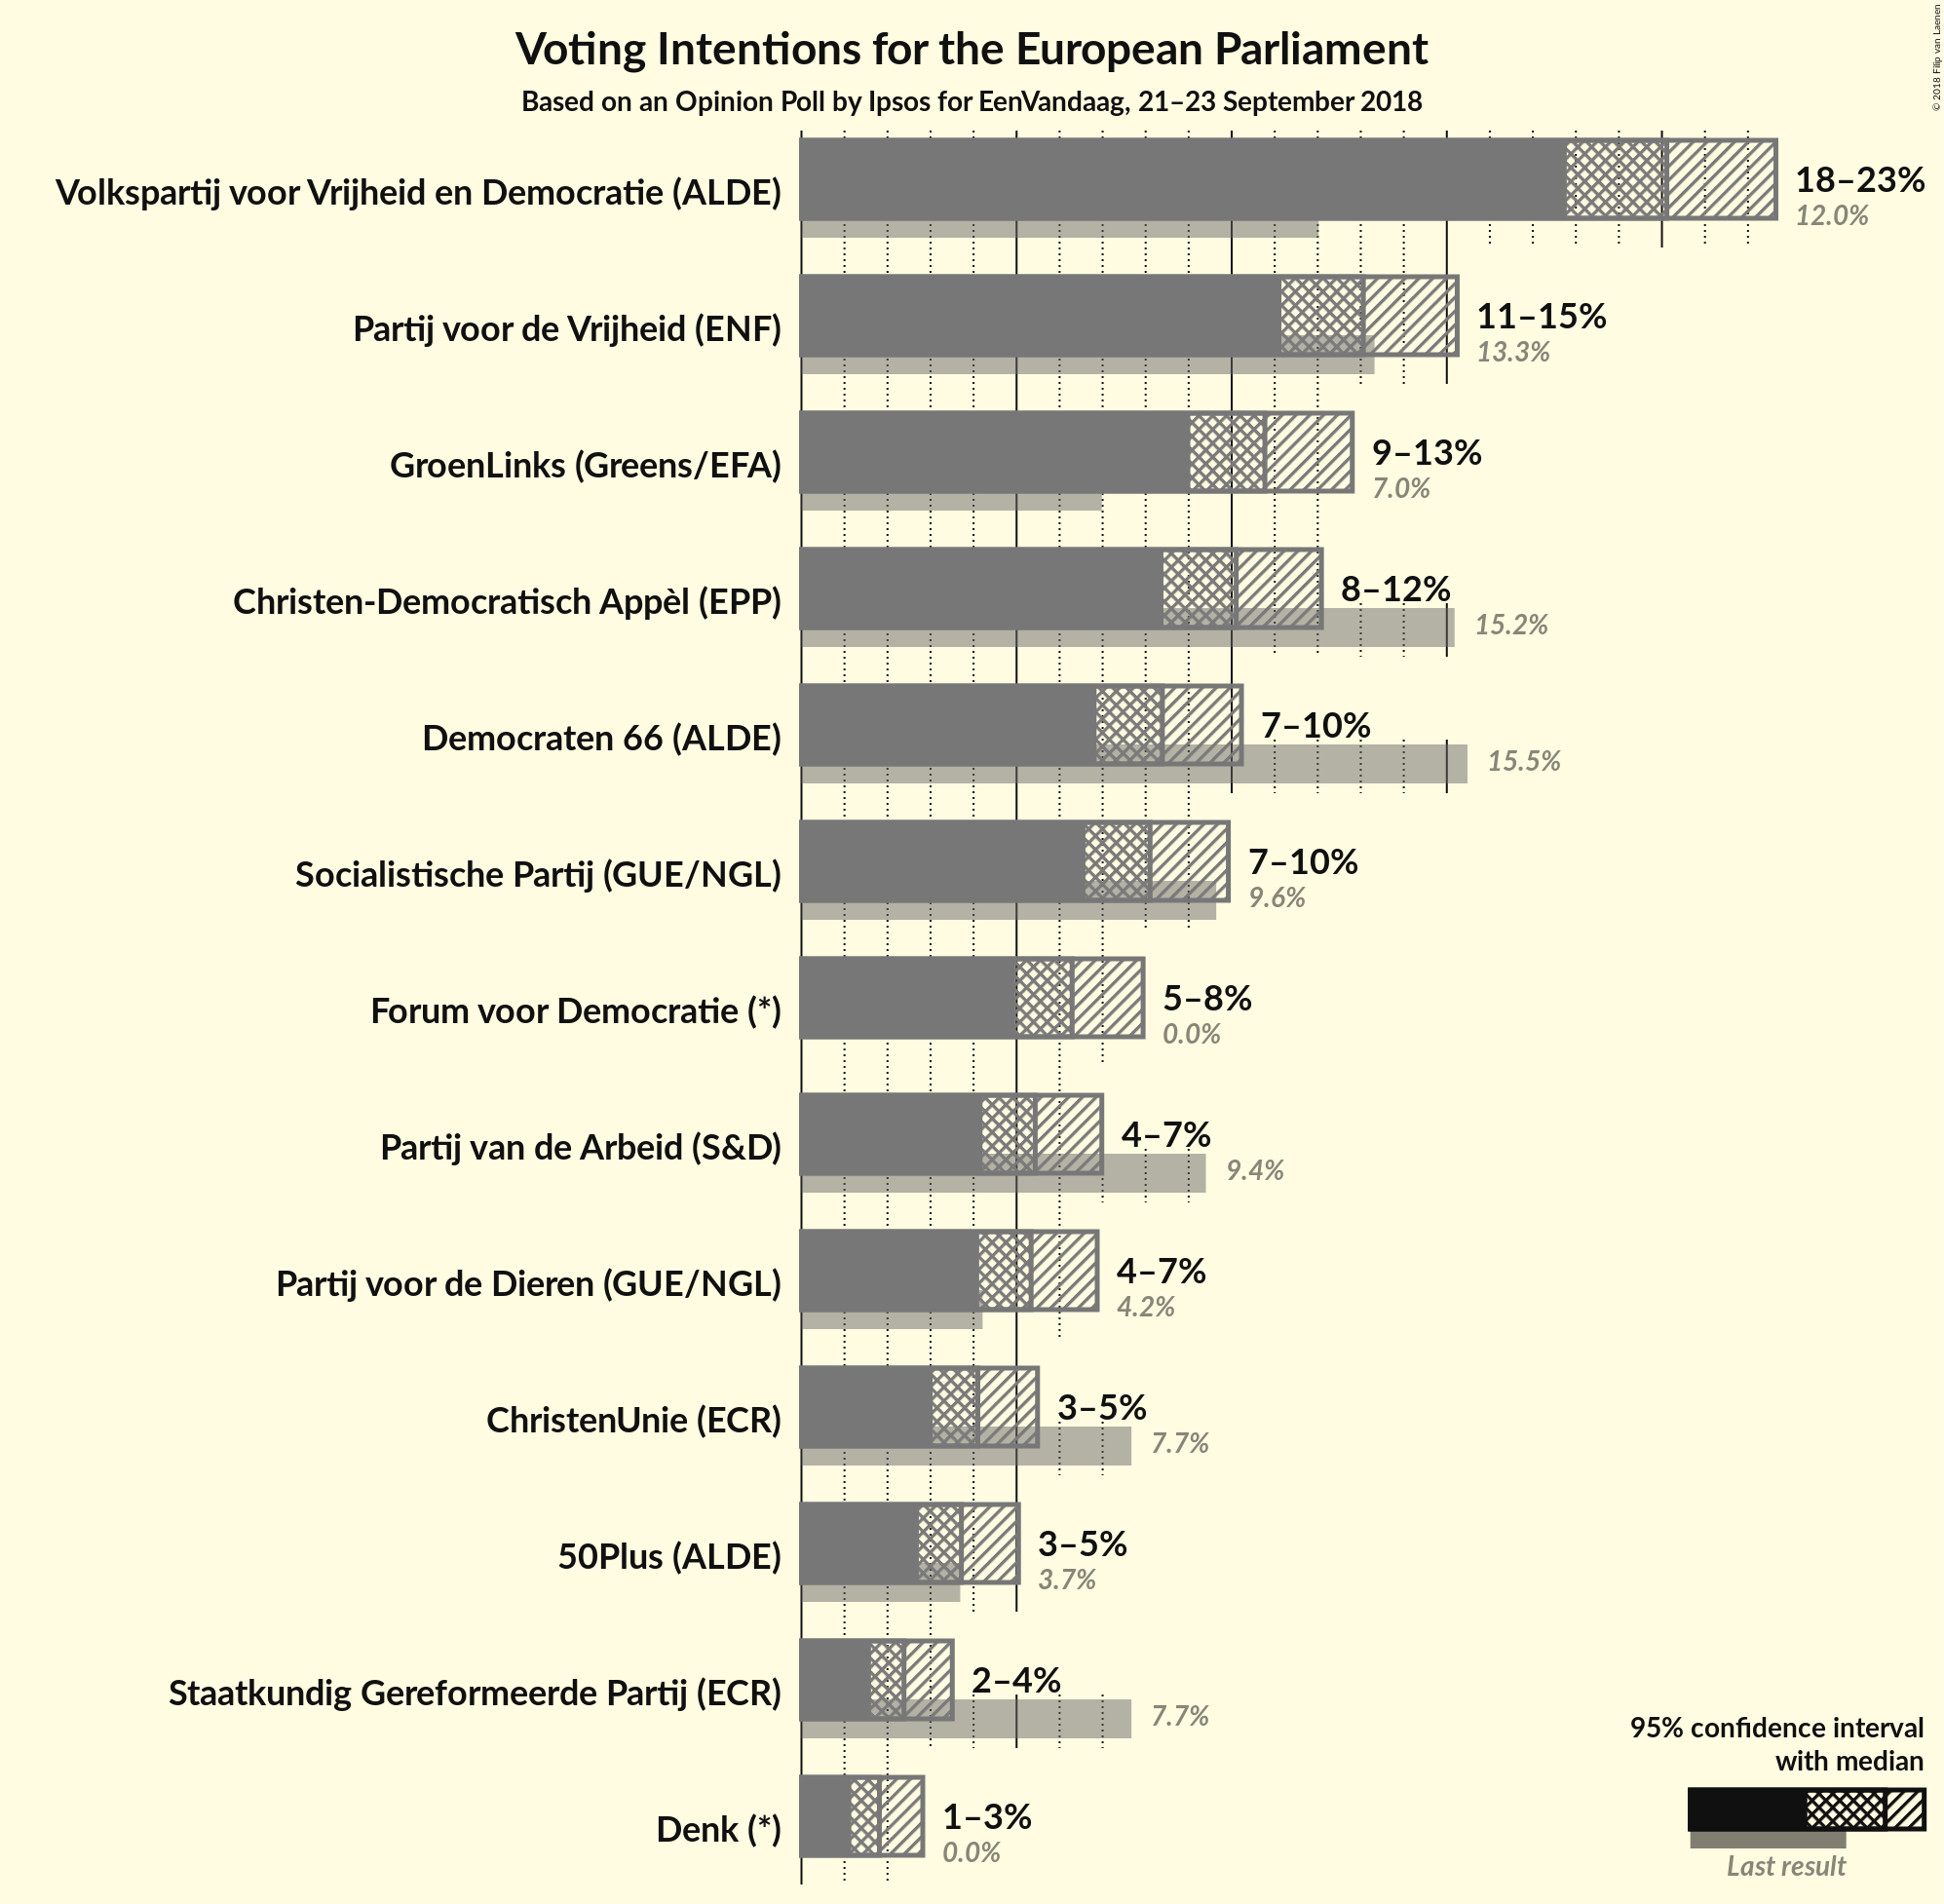 Voting Intentions for the European Parliament
Based on an Opinion Poll by Ipsos for EenVandaag, 21–23 September 2018
© 2018 Filip van Laenen
Volkspartij voor Vrijheid en Democratie (ALDE)
18–23%
12.0%
Partij voor de Vrijheid (ENF)
11–15%
13.3%
GroenLinks (Greens/EFA)
9–13%
7.0%
Christen-Democratisch Appèl (EPP)
8–12%
15.2%
Democraten 66 (ALDE)
7–10%
15.5%
Socialistische Partij (GUE/NGL)
7–10%
9.6%
Forum voor Democratie (*)
5–8%
0.0%
Partij van de Arbeid (S&D)
4–7%
9.4%
Partij voor de Dieren (GUE/NGL)
4–7%
4.2%
ChristenUnie (ECR)
3–5%
7.7%
50Plus (ALDE)
3–5%
3.7%
Staatkundig Gereformeerde Partij (ECR)
2–4%
7.7%
Denk (*)
1–3%
0.0%
95% confidence interval
with median
Last result